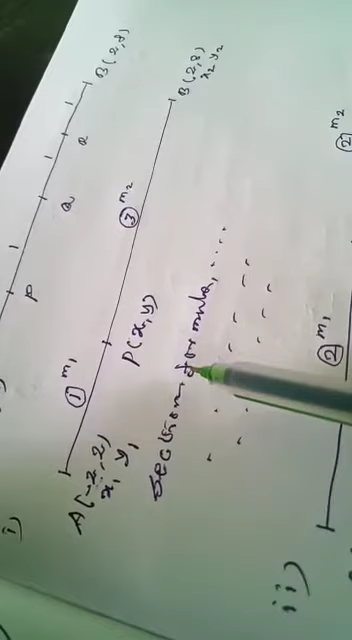 B(2,8)
P
Q
R
i)
A(-2,2)
x₁ y₁
① m₁
P(x,y)
③ m₂
B(2,8)
x₂ y₂
section formula, ....
ii)
② m₁
② m₂